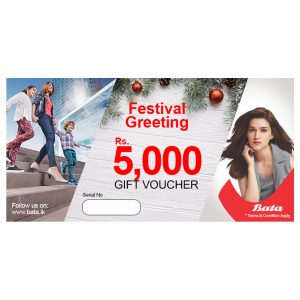 Festival
Greeting
Rs.
5,000
GIFT VOUCHER
Serial No
Follow us on:
www.bata.lk
Bata
*Terms & Condition Apply